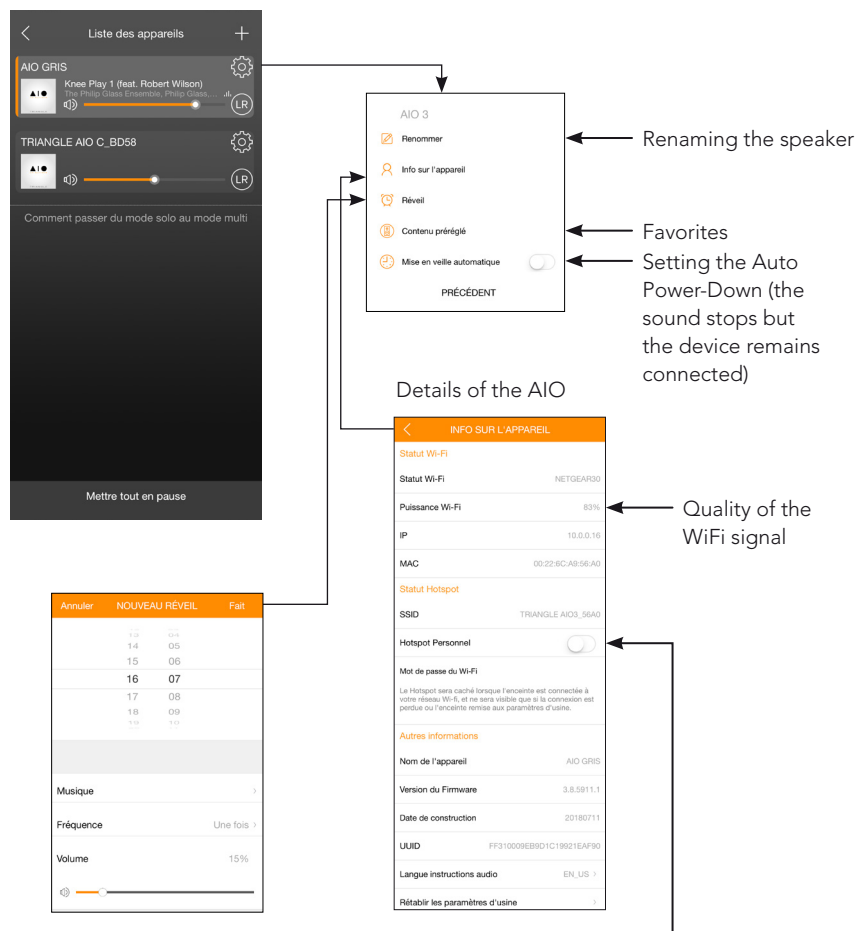 Liste des appareils
AIO GRIS
Knee Play 1 (feat. Robert Wilson)
The Philip Glass Ensemble, Philip Glass,...
LR
TRIANGLE AIO C_BD58
LR
Comment passer du mode solo au mode multi
Mettre tout en pause
AIO 3
Renommer
Info sur l'appareil
Réveil
Contenu préréglé
Mise en veille automatique
PRÉCÉDENT
Renaming the speaker
Favorites
Setting the Auto
Power-Down (the
sound stops but
the device remains
connected)
Details of the AIO
INFO SUR L'APPAREIL
Statut Wi-Fi
Statut Wi-Fi NETGEAR30
Puissance Wi-Fi 83%
IP 10.0.0.16
MAC 00:22:6C:A9:56:A0
Statut Hotspot
SSID TRIANGLE AIO3_56A0
Hotspot Personnel
Mot de passe du Wi-Fi
Le Hotspot sera caché lorsque l'enceinte est connectée à
votre réseau Wi-fi, et ne sera visible que si la connexion est
perdue ou l'enceinte remise aux paramètres d'usine.
Autres informations
Nom de l'appareil AIO GRIS
Version du Firmware 3.8.5911.1
Date de construction 20180711
UUID FF310009EB9D1C19921EAF90
Langue instructions audio EN_US
Rétablir les paramètres d'usine
Quality of the
WiFi signal
Annuler NOUVEAU RÉVEIL Fait
13 04
14 05
15 06
16 07
17 08
18 09
19 10
Musique
Fréquence Une fois
Volume 15%